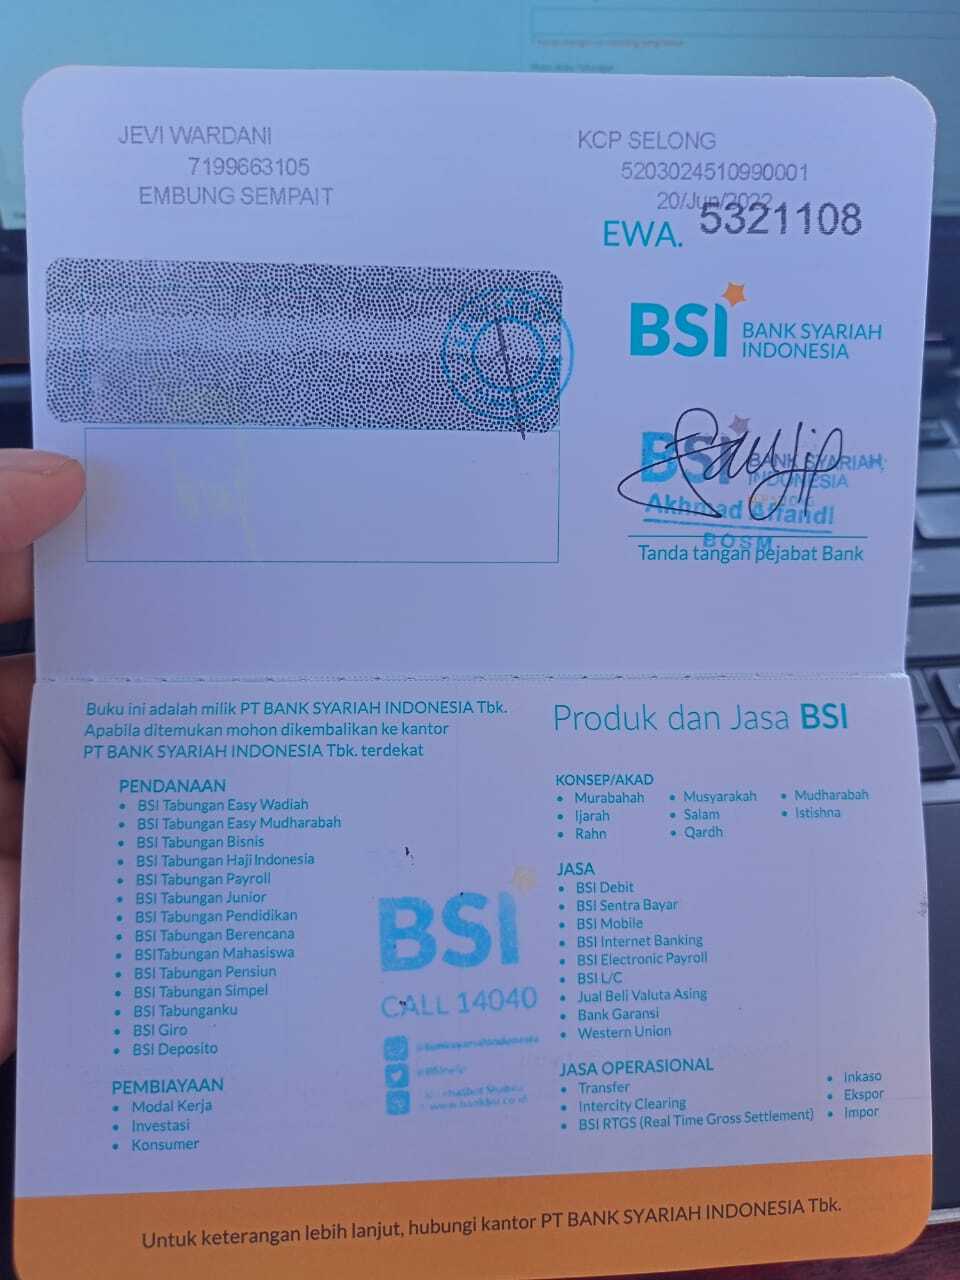 JEVI WARDANI
7199663105
EMBUNG SEMPAIT
KCP SELONG
5203024510990001
20/Jun/2022
EWA. 5321108
BSI BANK SYARIAH
INDONESIA
BSI BANK SYARIAH
INDONESIA
Akhmad Affandi
BOSM
Tanda tangan pejabat Bank
Buku ini adalah milik PT BANK SYARIAH INDONESIA Tbk.
Apabila ditemukan mohon dikembalikan ke kantor
PT BANK SYARIAH INDONESIA Tbk. terdekat
PENDANAAN
• BSI Tabungan Easy Wadiah
• BSI Tabungan Easy Mudharabah
• BSI Tabungan Bisnis
• BSI Tabungan Haji Indonesia
• BSI Tabungan Payroll
• BSI Tabungan Junior
• BSI Tabungan Pendidikan
• BSI Tabungan Berencana
• BSITabungan Mahasiswa
• BSI Tabungan Pensiun
• BSI Tabungan Simpel
• BSI Tabunganku
• BSI Giro
• BSI Deposito
PEMBIAYAAN
• Modal Kerja
• Investasi
• Konsumer
BSI
CALL 14040
www.bankbsi.co.id
Produk dan Jasa BSI
KONSEP/AKAD
• Murabahah
• Ijarah
• Rahn
• Musyarakah
• Salam
• Qardh
• Mudharabah
• Istishna
JASA
• BSI Debit
• BSI Sentra Bayar
• BSI Mobile
• BSI Internet Banking
• BSI Electronic Payroll
• BSI L/C
• Jual Beli Valuta Asing
• Bank Garansi
• Western Union
JASA OPERASIONAL
• Transfer
• Intercity Clearing
• BSI RTGS (Real Time Gross Settlement)
• Inkaso
• Ekspor
• Impor
Untuk keterangan lebih lanjut, hubungi kantor PT BANK SYARIAH INDONESIA Tbk.